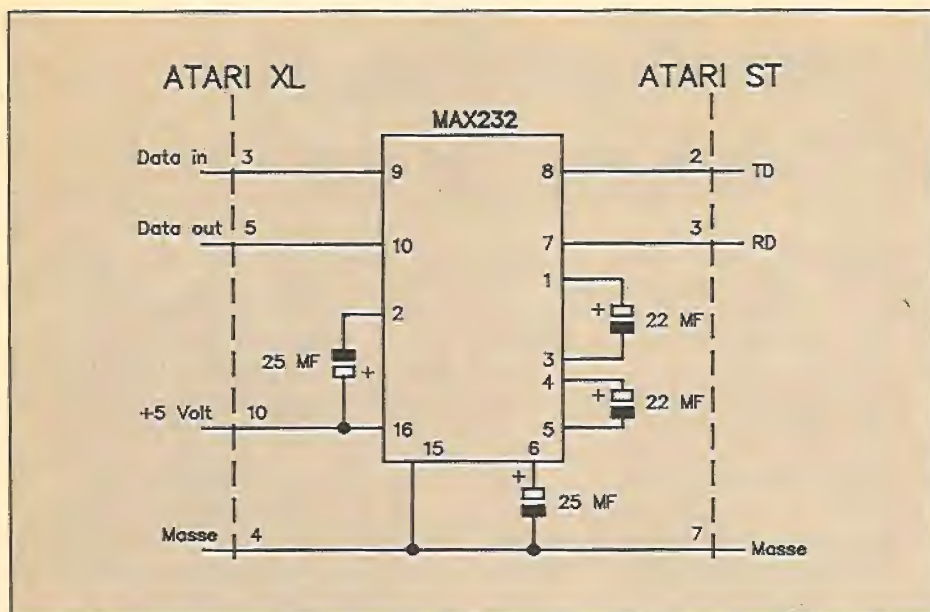 ATARI XL
ATARI ST
MAX232
Data in 3
9
8
2
TD
Data out 5
10
7
3
RD
1
2
+
22 MF
25 MF
+
3
4
+
22 MF
+5 Volt 10
16
5
15
6
+
25 MF
Masse 4
7
Masse